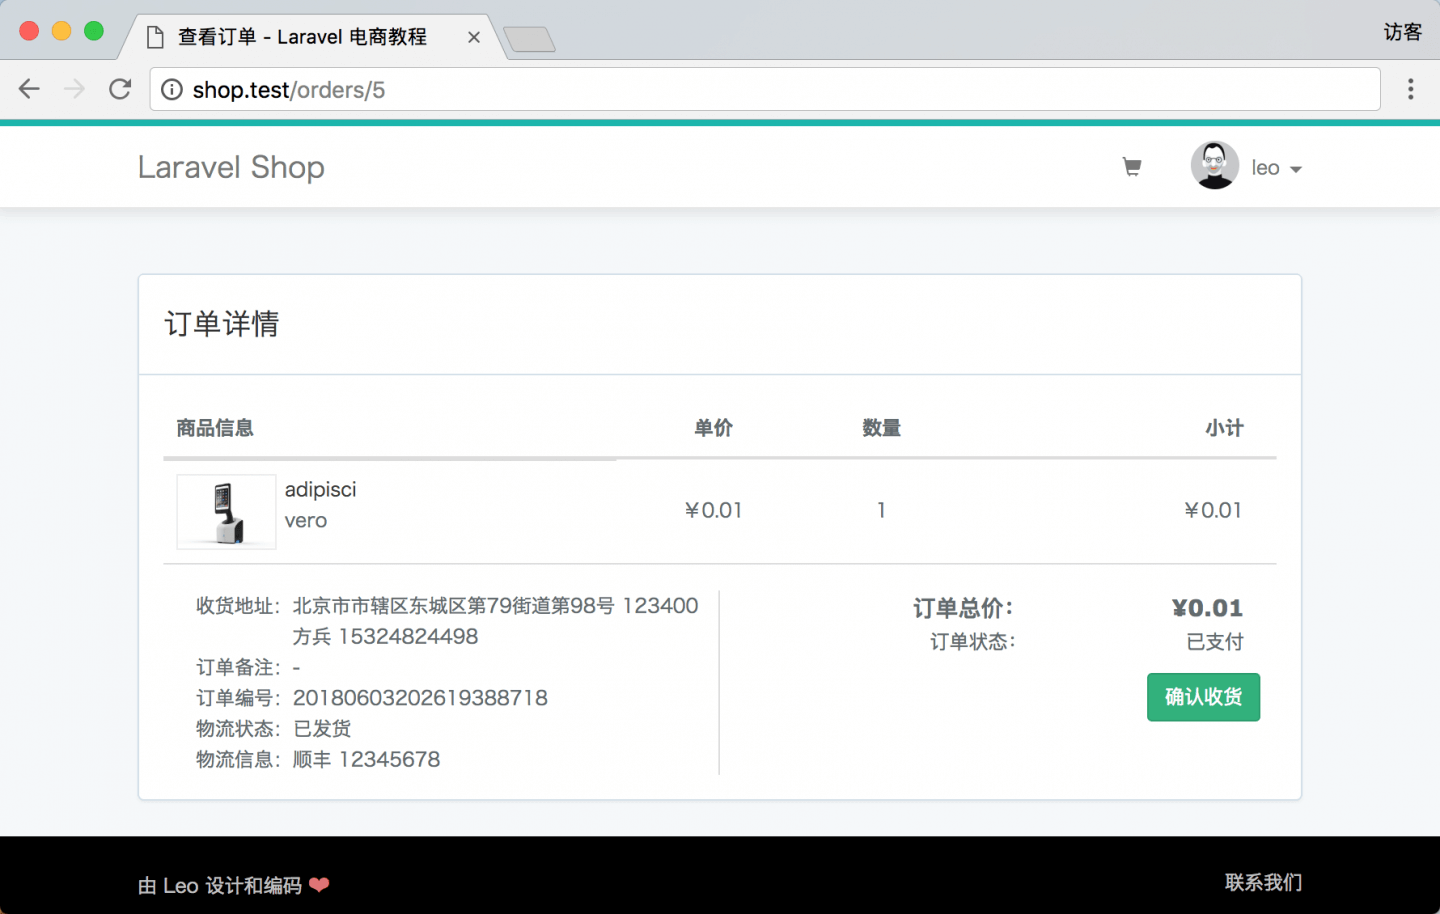 查看订单 - Laravel 电商教程
访客
shop.test/orders/5
Laravel Shop
leo
订单详情
商品信息 单价 数量 小计
adipisci
vero
￥0.01 1 ￥0.01
收货地址： 北京市市辖区东城区第79街道第98号 123400
方兵 15324824498
订单备注： -
订单编号： 20180603202619388718
物流状态： 已发货
物流信息： 顺丰 12345678
订单总价： ¥0.01
订单状态： 已支付
确认收货
由 Leo 设计和编码 ❤
联系我们